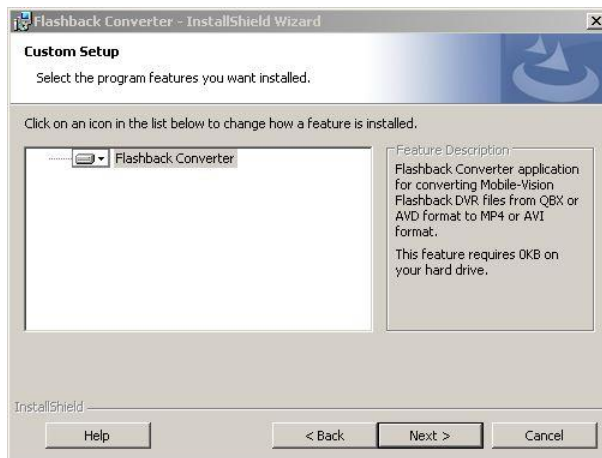 Flashback Converter - InstallShield Wizard
Custom Setup
Select the program features you want installed.
Click on an icon in the list below to change how a feature is installed.
Flashback Converter
Feature Description
Flashback Converter application
for converting Mobile-Vision
Flashback DVR files from QBX or
AVD format to MP4 or AVI
format.
This feature requires 0KB on
your hard drive.
InstallShield
Help
< Back
Next >
Cancel